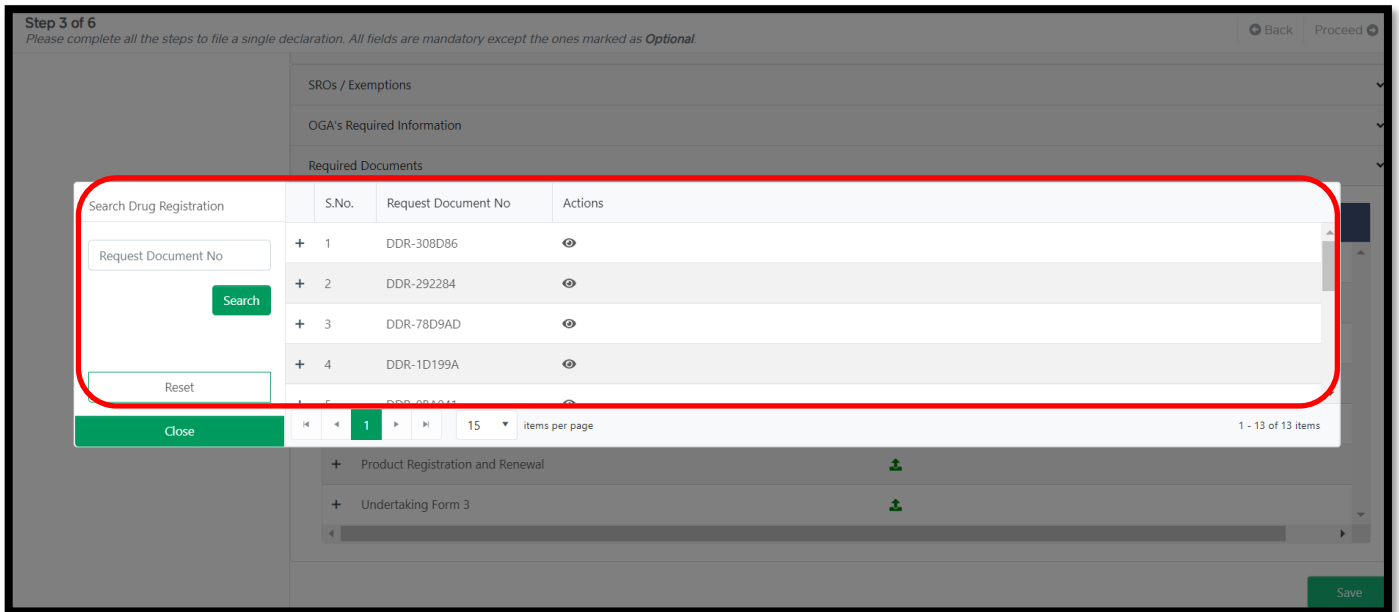 Step 3 of 6
Please complete all the steps to file a single declaration. All fields are mandatory except the ones marked as Optional.
Back
Proceed
SROs / Exemptions
OGA's Required Information
Required Documents
Search Drug Registration
Request Document No
Search
Reset
Close
S.No. Request Document No Actions
1 DDR-308D86
2 DDR-292284
3 DDR-78D9AD
4 DDR-1D199A
1 15 items per page 1 - 13 of 13 items
Product Registration and Renewal
Undertaking Form 3
Save